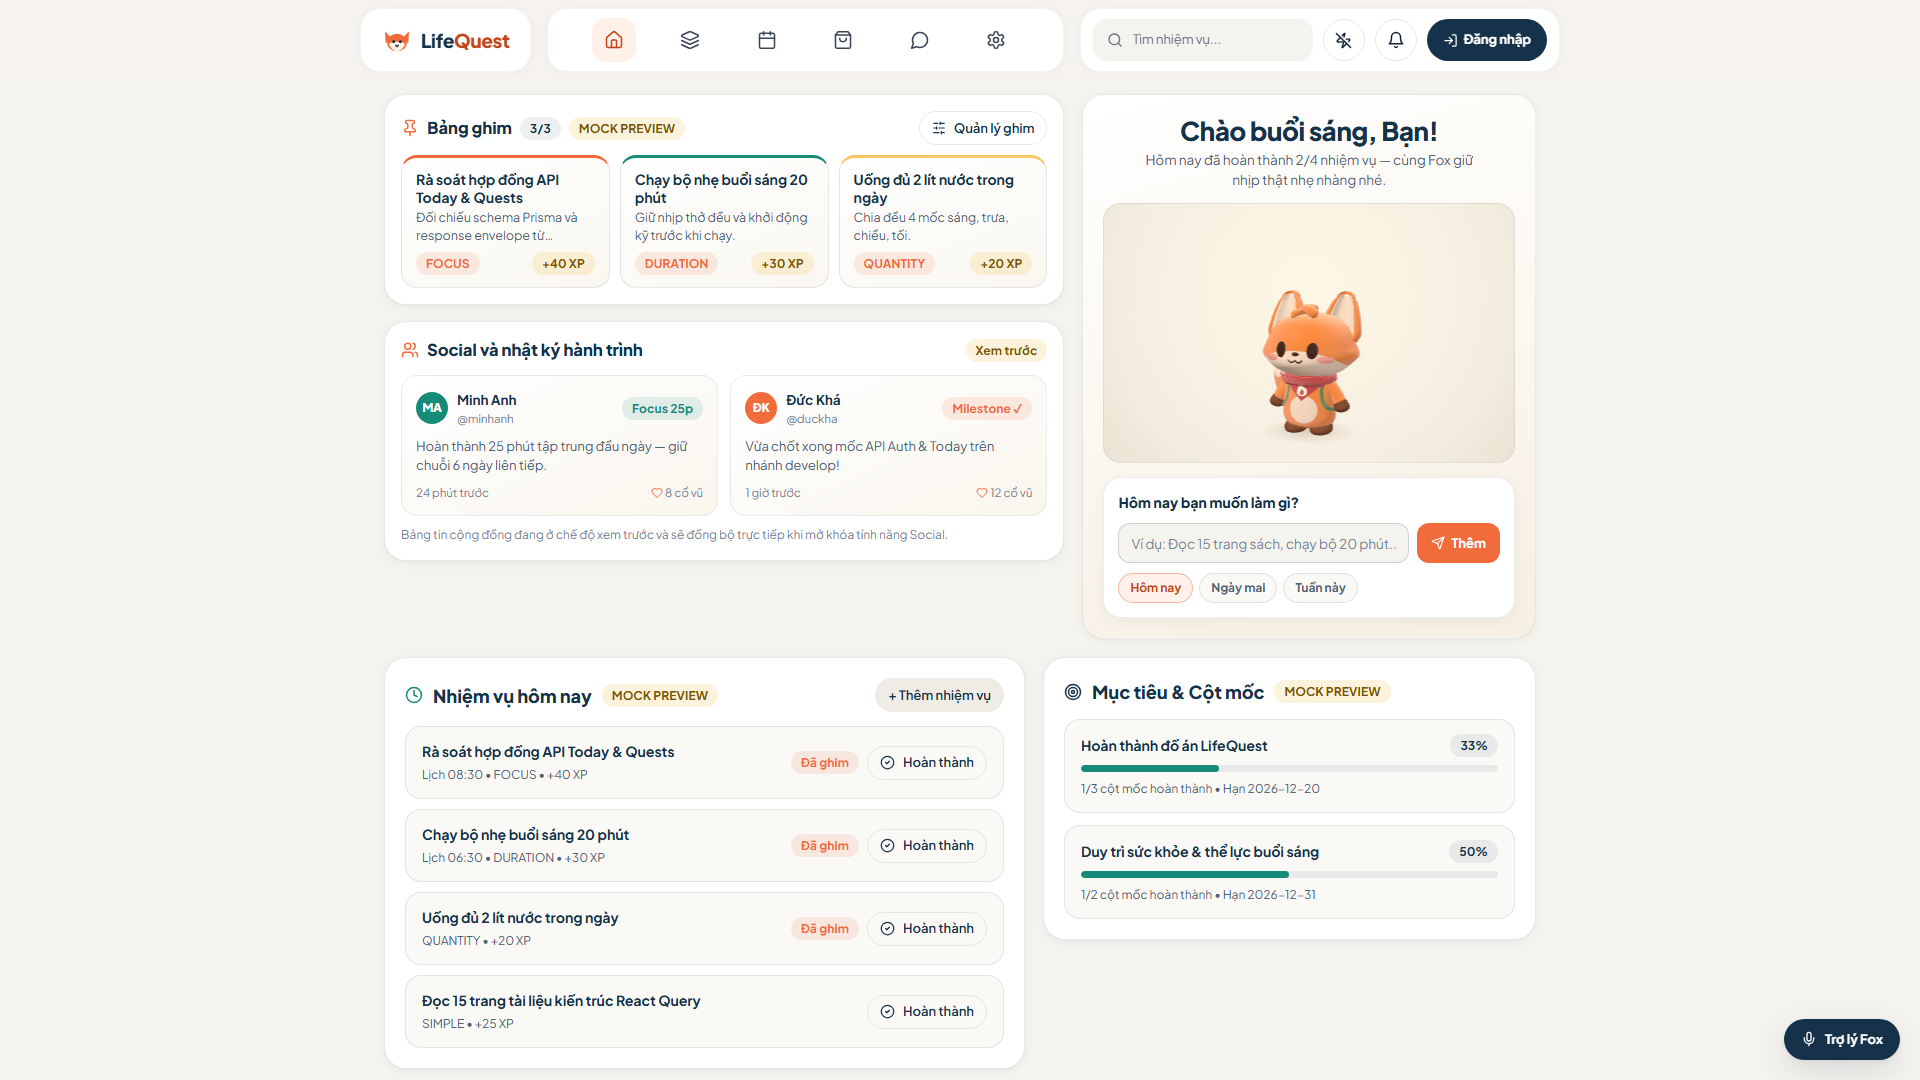 LifeQuest
Tìm nhiệm vụ...
Đăng nhập
Bảng ghim
3/3
MOCK PREVIEW
Quản lý ghim
Rà soát hợp đồng API
Today & Quests
Đối chiếu schema Prisma và
response envelope từ...
FOCUS
+40 XP
Chạy bộ nhẹ buổi sáng 20
phút
Giữ nhịp thở đều và khởi động
kỹ trước khi chạy.
DURATION
+30 XP
Uống đủ 2 lít nước trong
ngày
Chia đều 4 mốc sáng, trưa,
chiều, tối.
QUANTITY
+20 XP
Social và nhật ký hành trình
Xem trước
MA
Minh Anh
@minhanh
Focus 25p
Hoàn thành 25 phút tập trung đầu ngày — giữ
chuỗi 6 ngày liên tiếp.
24 phút trước
8 cổ vũ
ĐK
Đức Khá
@duckha
Milestone ✓
Vừa chốt xong mốc API Auth & Today trên
nhánh develop!
1 giờ trước
12 cổ vũ
Bảng tin cộng đồng đang ở chế độ xem trước và sẽ đồng bộ trực tiếp khi mở khóa tính năng Social.
Chào buổi sáng, Bạn!
Hôm nay đã hoàn thành 2/4 nhiệm vụ — cùng Fox giữ
nhịp thật nhẹ nhàng nhé.
Hôm nay bạn muốn làm gì?
Ví dụ: Đọc 15 trang sách, chạy bộ 20 phút..
Thêm
Hôm nay
Ngày mai
Tuần này
Nhiệm vụ hôm nay
MOCK PREVIEW
+ Thêm nhiệm vụ
Rà soát hợp đồng API Today & Quests
Lịch 08:30 • FOCUS • +40 XP
Đã ghim
Hoàn thành
Chạy bộ nhẹ buổi sáng 20 phút
Lịch 06:30 • DURATION • +30 XP
Đã ghim
Hoàn thành
Uống đủ 2 lít nước trong ngày
QUANTITY • +20 XP
Đã ghim
Hoàn thành
Đọc 15 trang tài liệu kiến trúc React Query
SIMPLE • +25 XP
Hoàn thành
Mục tiêu & Cột mốc
MOCK PREVIEW
Hoàn thành đồ án LifeQuest
33%
1/3 cột mốc hoàn thành • Hạn 2026-12-20
Duy trì sức khỏe & thể lực buổi sáng
50%
1/2 cột mốc hoàn thành • Hạn 2026-12-31
Trợ lý Fox